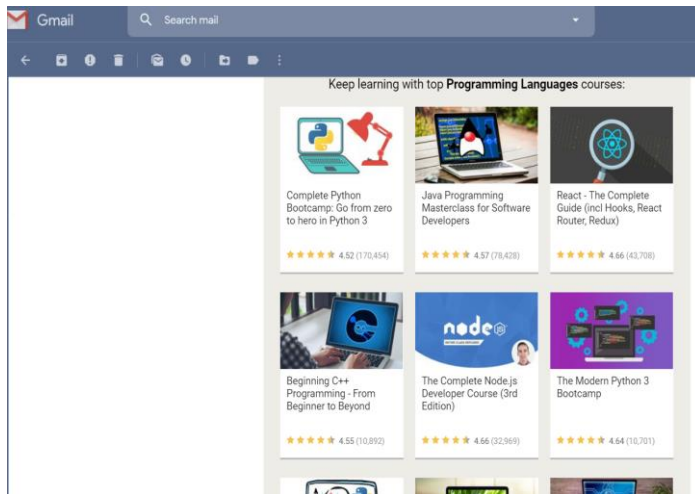 Gmail
Search mail
Keep learning with top Programming Languages courses:
Complete Python
Bootcamp: Go from zero
to hero in Python 3
4.52 (170,454)
Java Programming
Masterclass for Software
Developers
4.57 (78,428)
React - The Complete
Guide (incl Hooks, React
Router, Redux)
4.66 (43,708)
node
Beginning C++
Programming - From
Beginner to Beyond
4.55 (10,892)
The Complete Node.js
Developer Course (3rd
Edition)
4.66 (32,969)
The Modern Python 3
Bootcamp
4.64 (10,701)